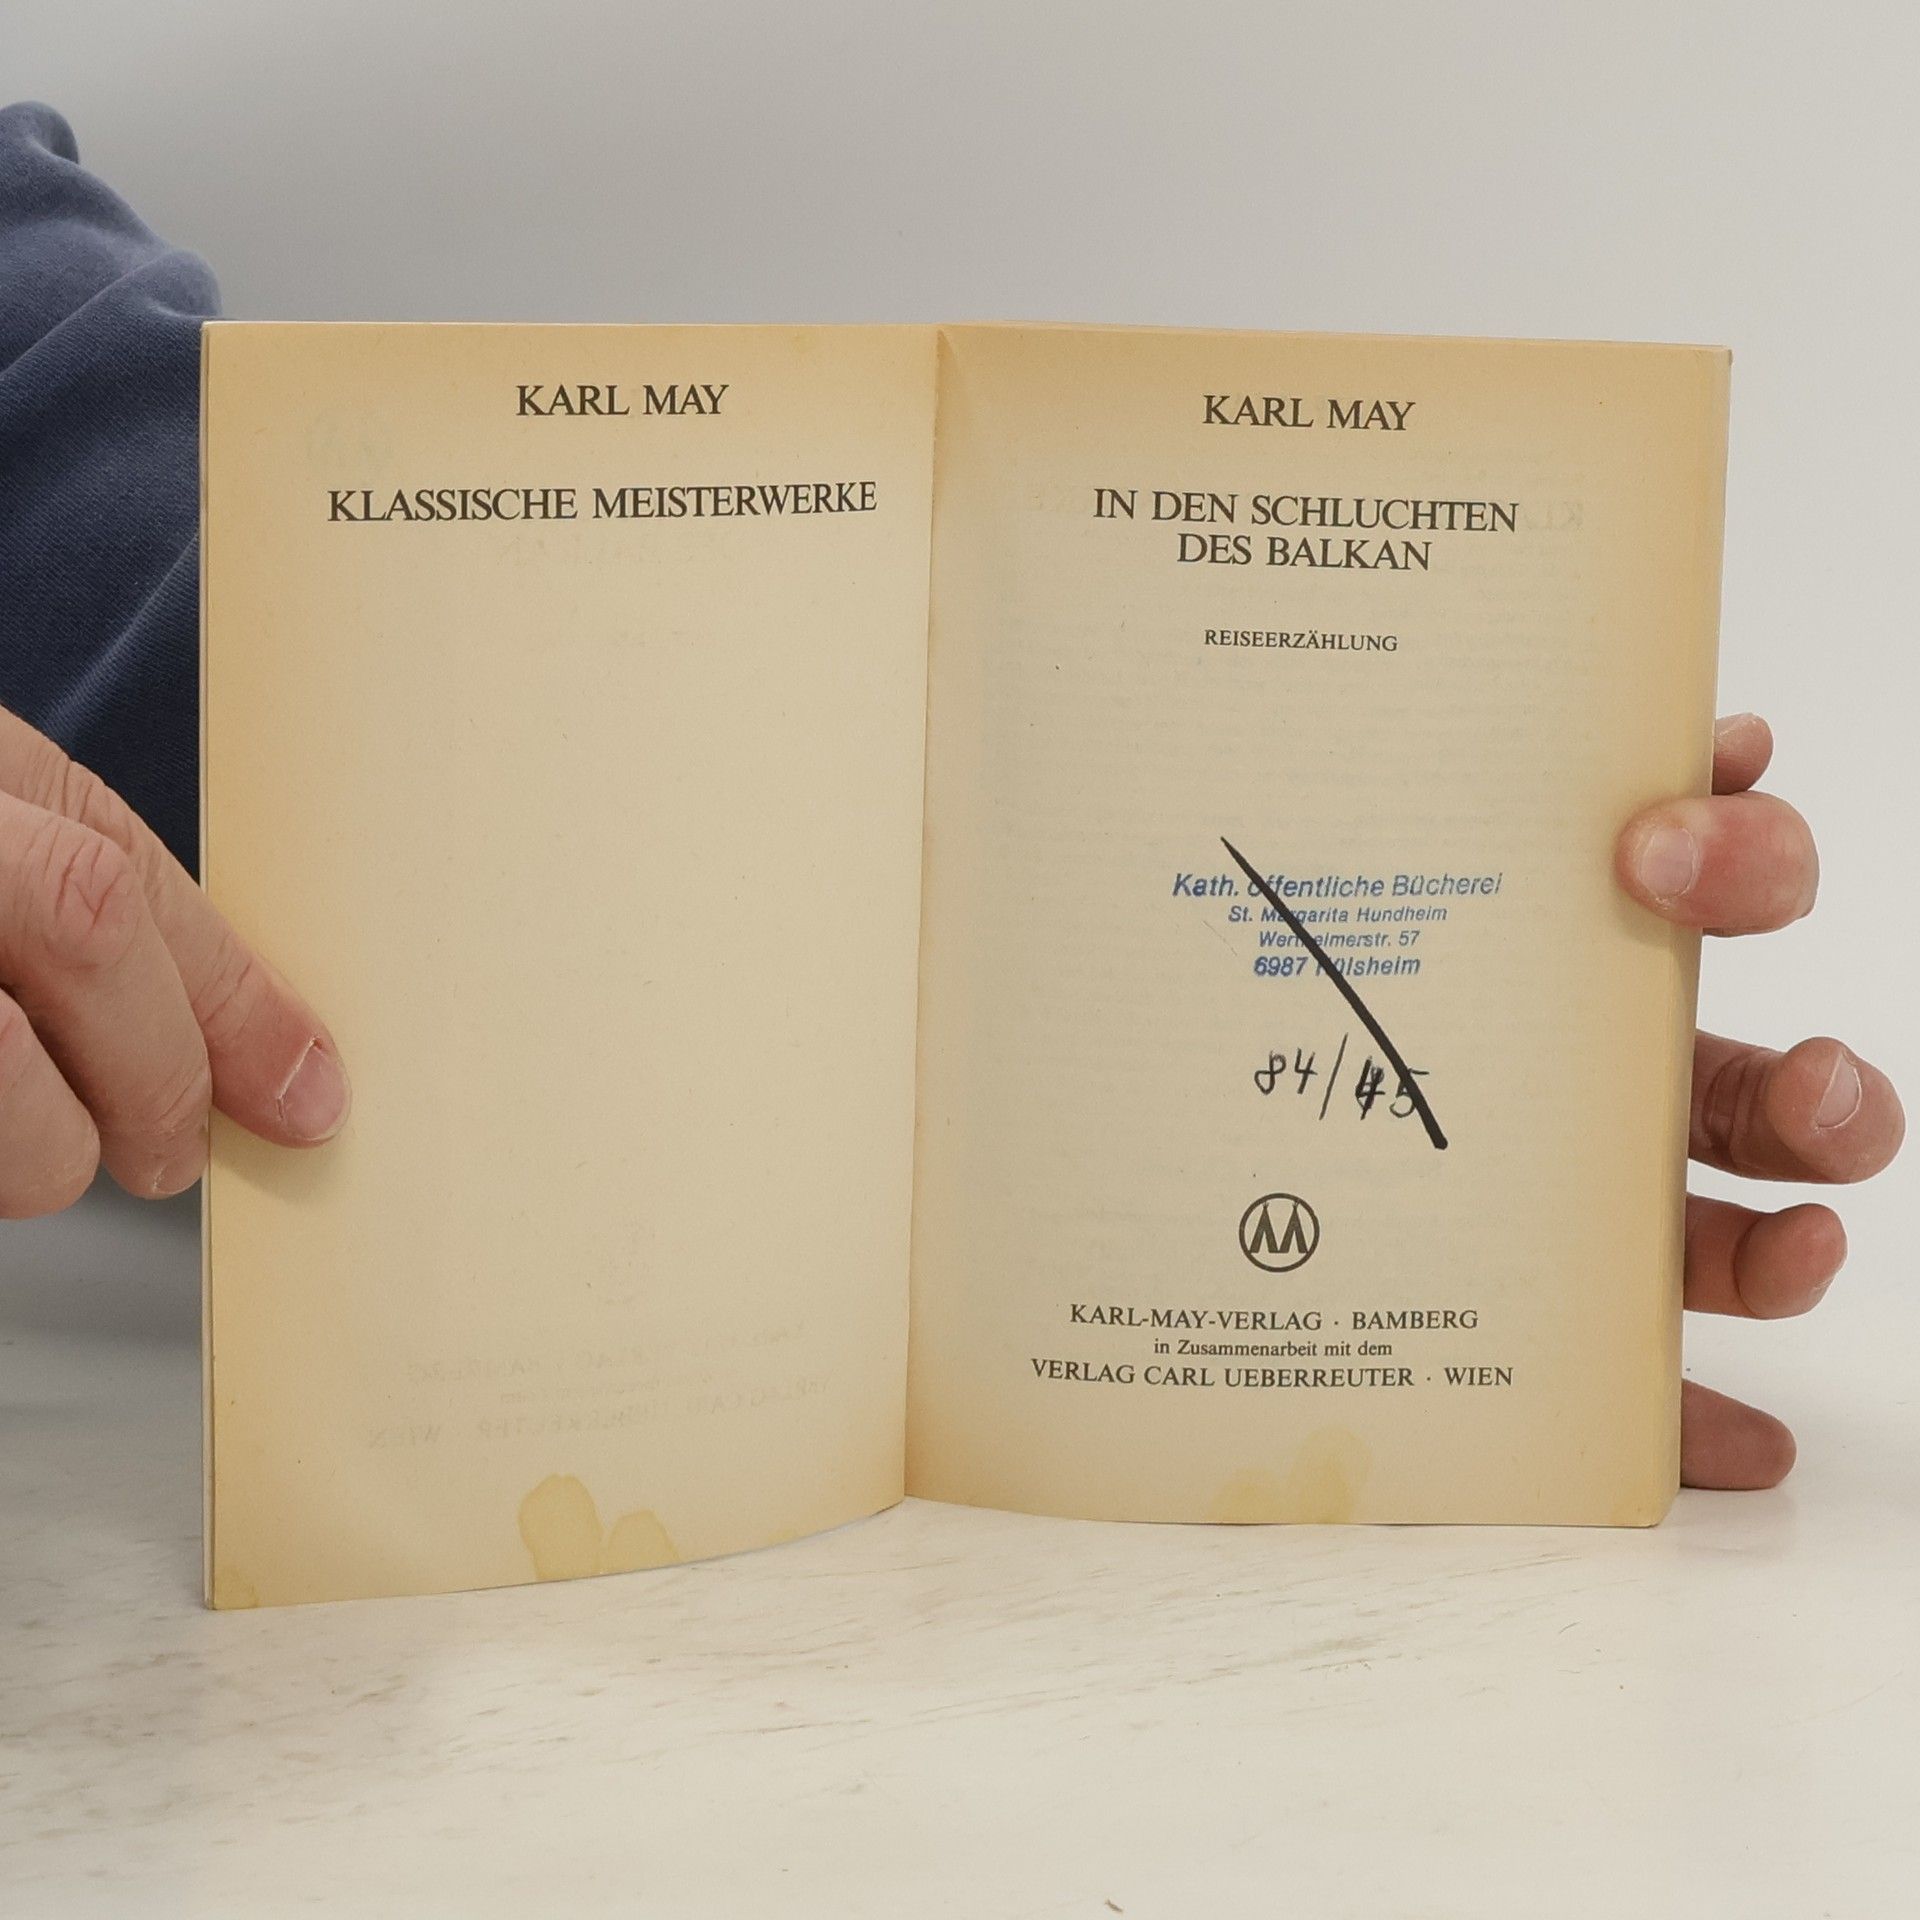 KARL MAY
KLASSISCHE MEISTERWERKE
KARL MAY
IN DEN SCHLUCHTEN
DES BALKAN
REISEERZÄHLUNG
Kath. öffentliche Bücherei
St. Margarita Hundheim
Wertheimerstr. 57
6987 Külsheim
84/45
KARL-MAY-VERLAG · BAMBERG
in Zusammenarbeit mit dem
VERLAG CARL UEBERREUTER · WIEN